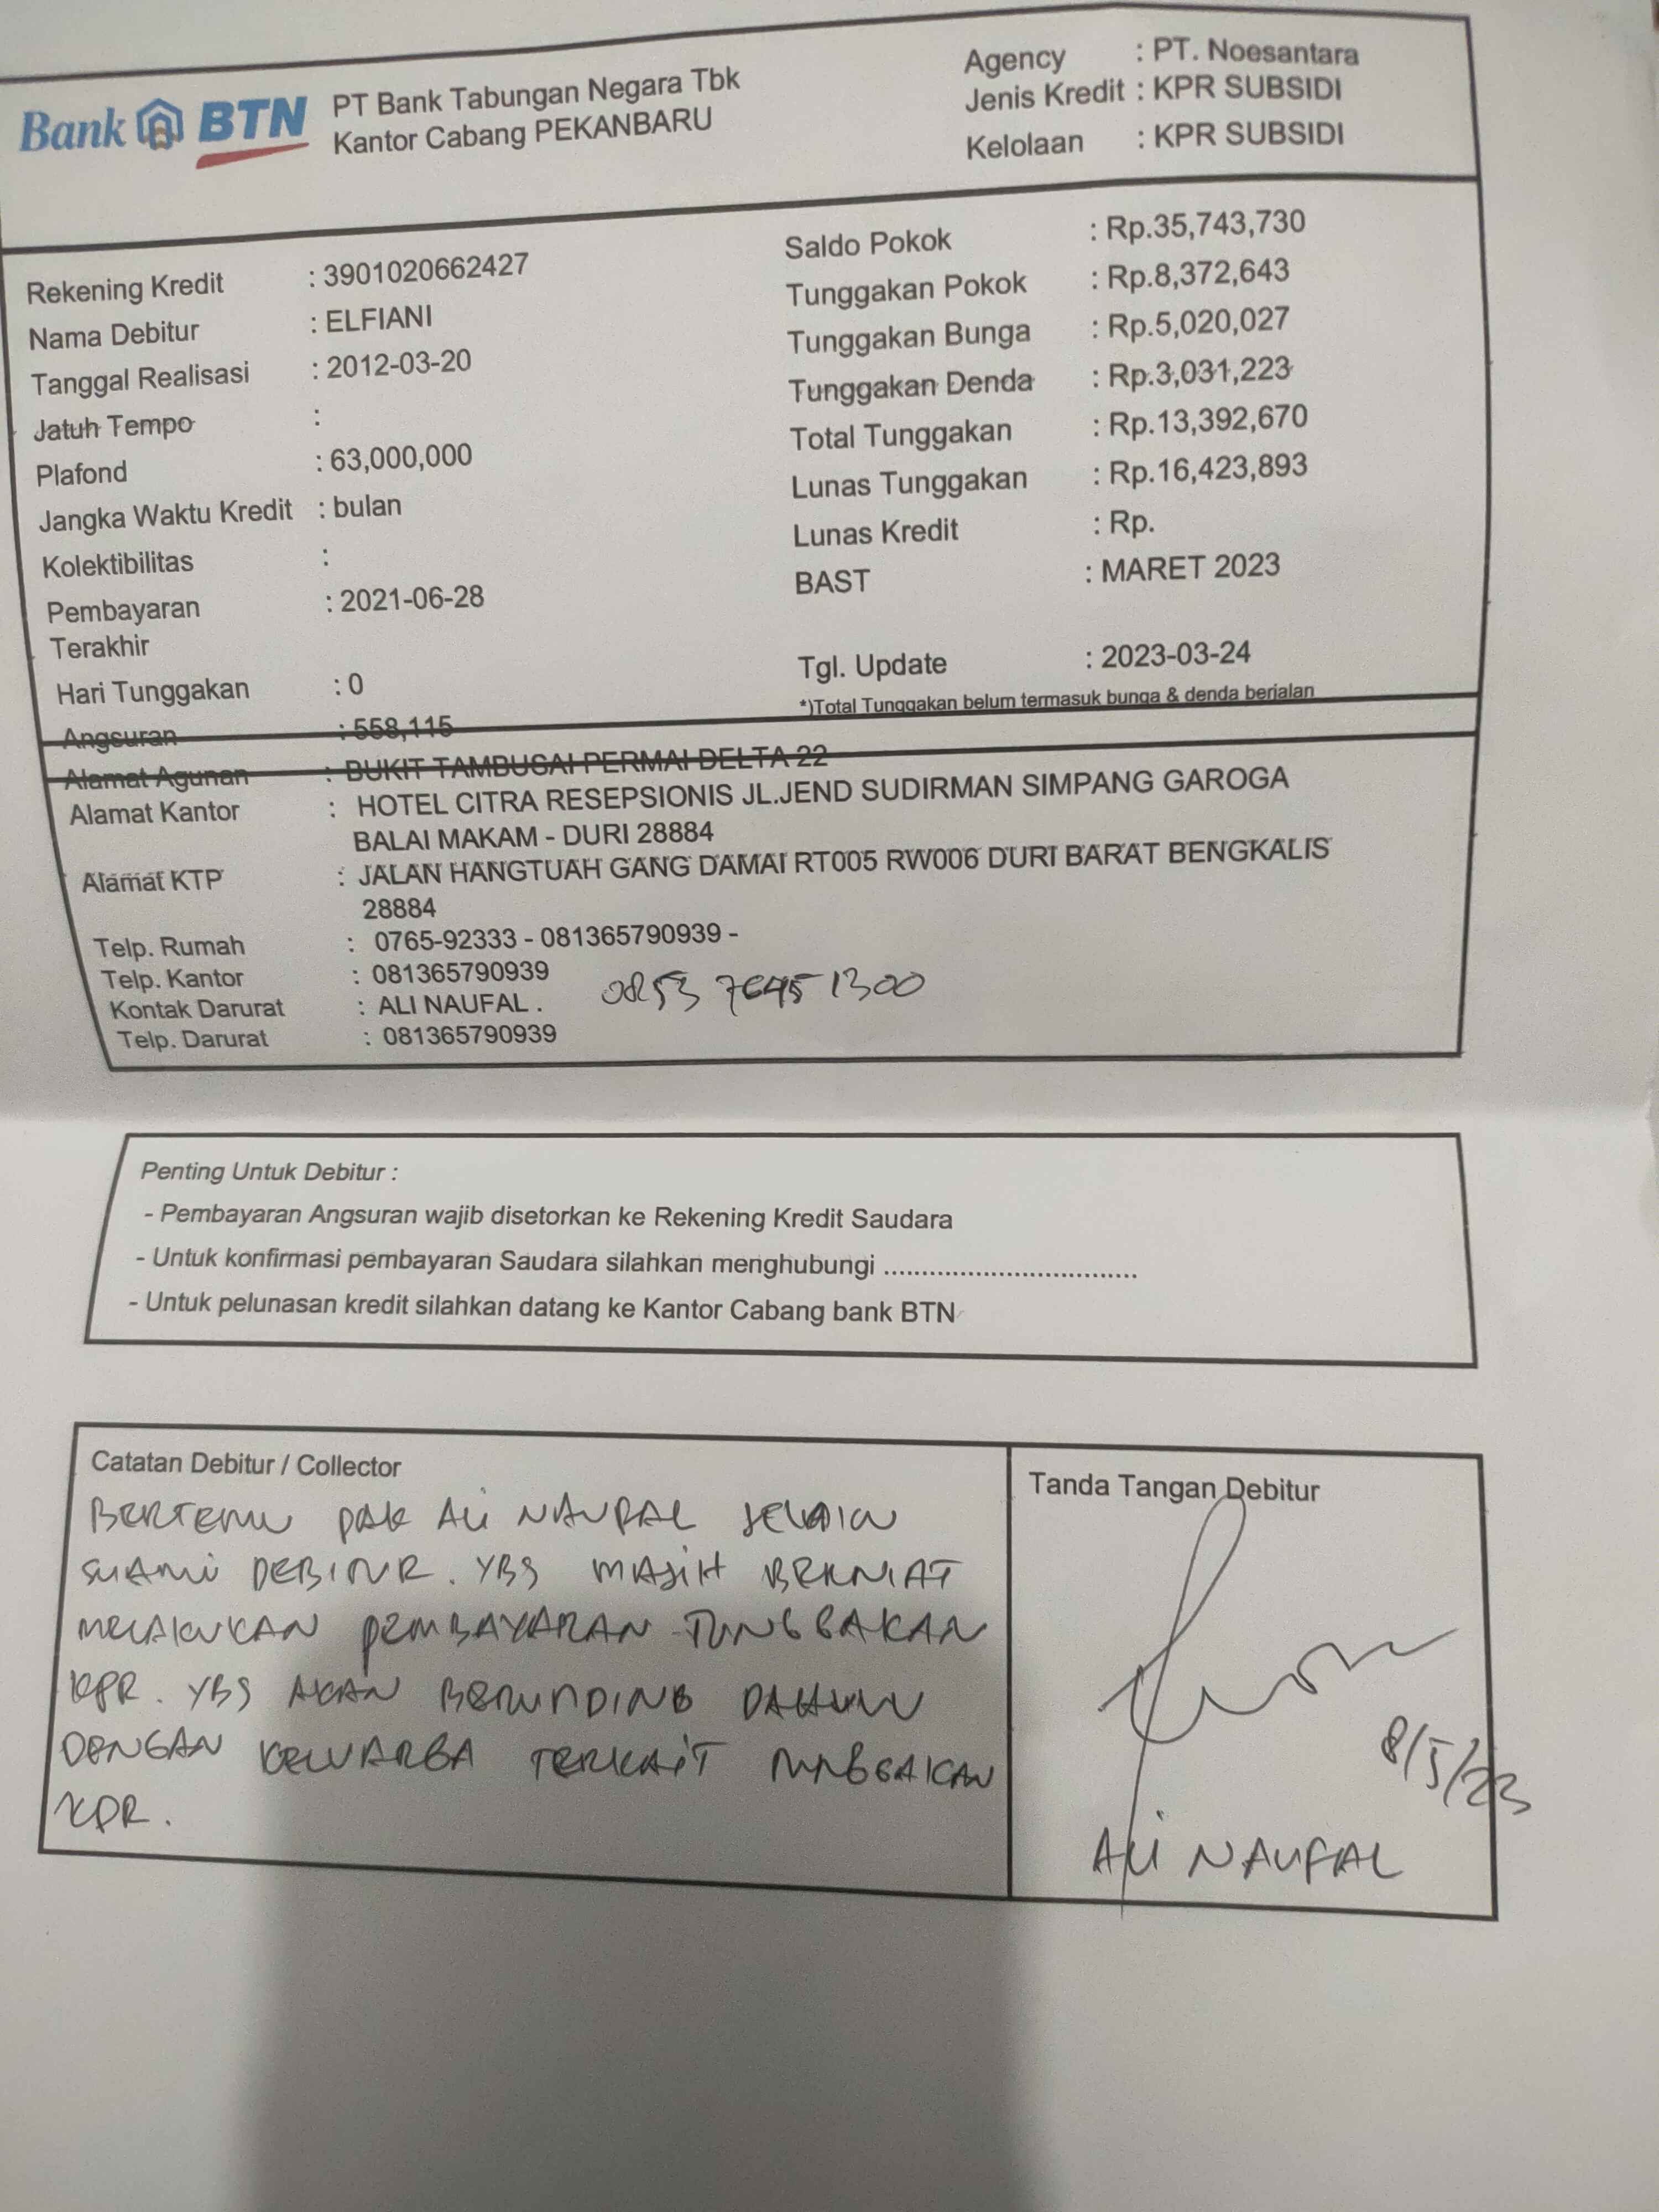 Bank BTN
PT Bank Tabungan Negara Tbk
Kantor Cabang PEKANBARU
Agency : PT. Noesantara
Jenis Kredit : KPR SUBSIDI
Kelolaan : KPR SUBSIDI
Rekening Kredit : 3901020662427
Nama Debitur : ELFIANI
Tanggal Realisasi : 2012-03-20
Jatuh Tempo :
Plafond : 63,000,000
Jangka Waktu Kredit : bulan
Kolektibilitas :
Pembayaran : 2021-06-28
Terakhir
Hari Tunggakan : 0
Angsuran : 558,115
Saldo Pokok : Rp.35,743,730
Tunggakan Pokok : Rp.8,372,643
Tunggakan Bunga : Rp.5,020,027
Tunggakan Denda : Rp.3,031,223
Total Tunggakan : Rp.13,392,670
Lunas Tunggakan : Rp.16,423,893
Lunas Kredit : Rp.
BAST : MARET 2023
Tgl. Update : 2023-03-24
*)Total Tunggakan belum termasuk bunga & denda berjalan
Alamat Agunan : BUKIT TAMBUSAI PERMAI DELTA 22
Alamat Kantor : HOTEL CITRA RESEPSIONIS JL.JEND SUDIRMAN SIMPANG GAROGA
BALAI MAKAM - DURI 28884
Alamat KTP : JALAN HANGTUAH GANG DAMAI RT005 RW006 DURI BARAT BENGKALIS
28884
Telp. Rumah : 0765-92333 - 081365790939 -
Telp. Kantor : 081365790939
Kontak Darurat : ALI NAUFAL . 0853 7645 1300
Telp. Darurat : 081365790939
Penting Untuk Debitur :
- Pembayaran Angsuran wajib disetorkan ke Rekening Kredit Saudara
- Untuk konfirmasi pembayaran Saudara silahkan menghubungi .................................
- Untuk pelunasan kredit silahkan datang ke Kantor Cabang bank BTN
Catatan Debitur / Collector
BERTEMU PAK ALI NAUFAL SELAKU
SUAMI DEBITUR. YBS MASIH BERNIAT
MELAKUKAN PEMBAYARAN TUNGGAKAN
KPR. YBS AKAN BERUNDING DAHULU
DENGAN KELUARGA TERKAIT TUNGGAKAN
KPR.
Tanda Tangan Debitur
8/5/23
ALI NAUFAL